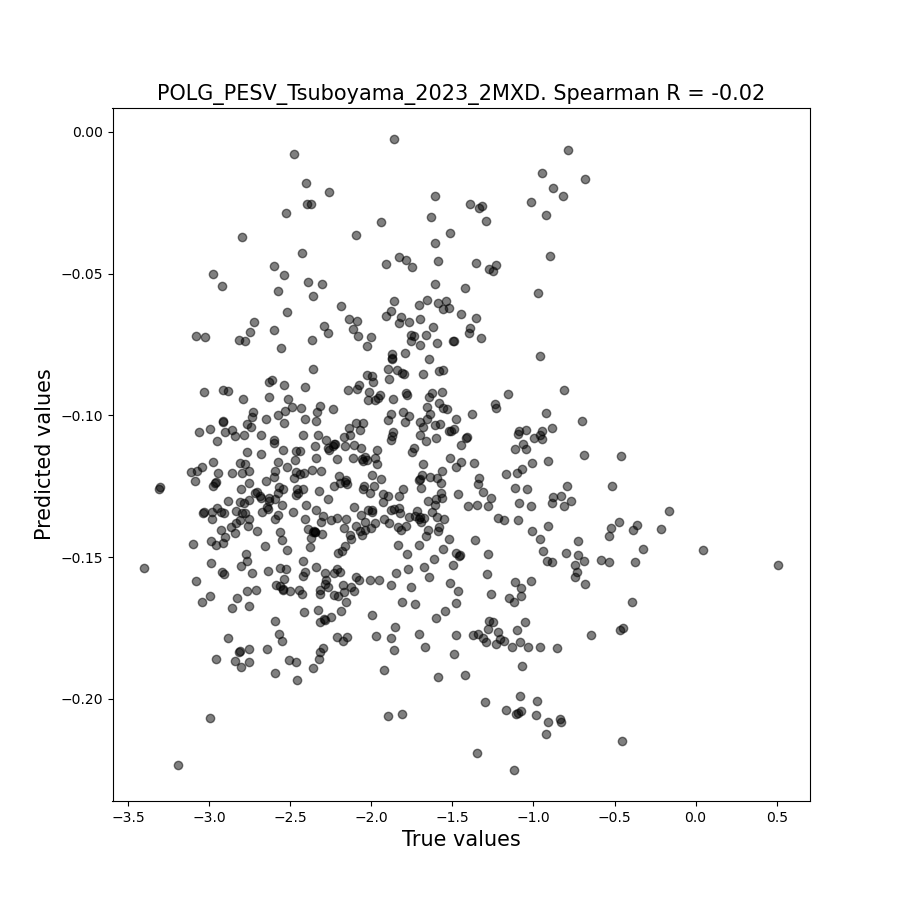 POLG_PESV_Tsuboyama_2023_2MXD. Spearman R = -0.02
0.00
−0.05
−0.10
−0.15
−0.20
Predicted values
−3.5 −3.0 −2.5 −2.0 −1.5 −1.0 −0.5 0.0 0.5
True values